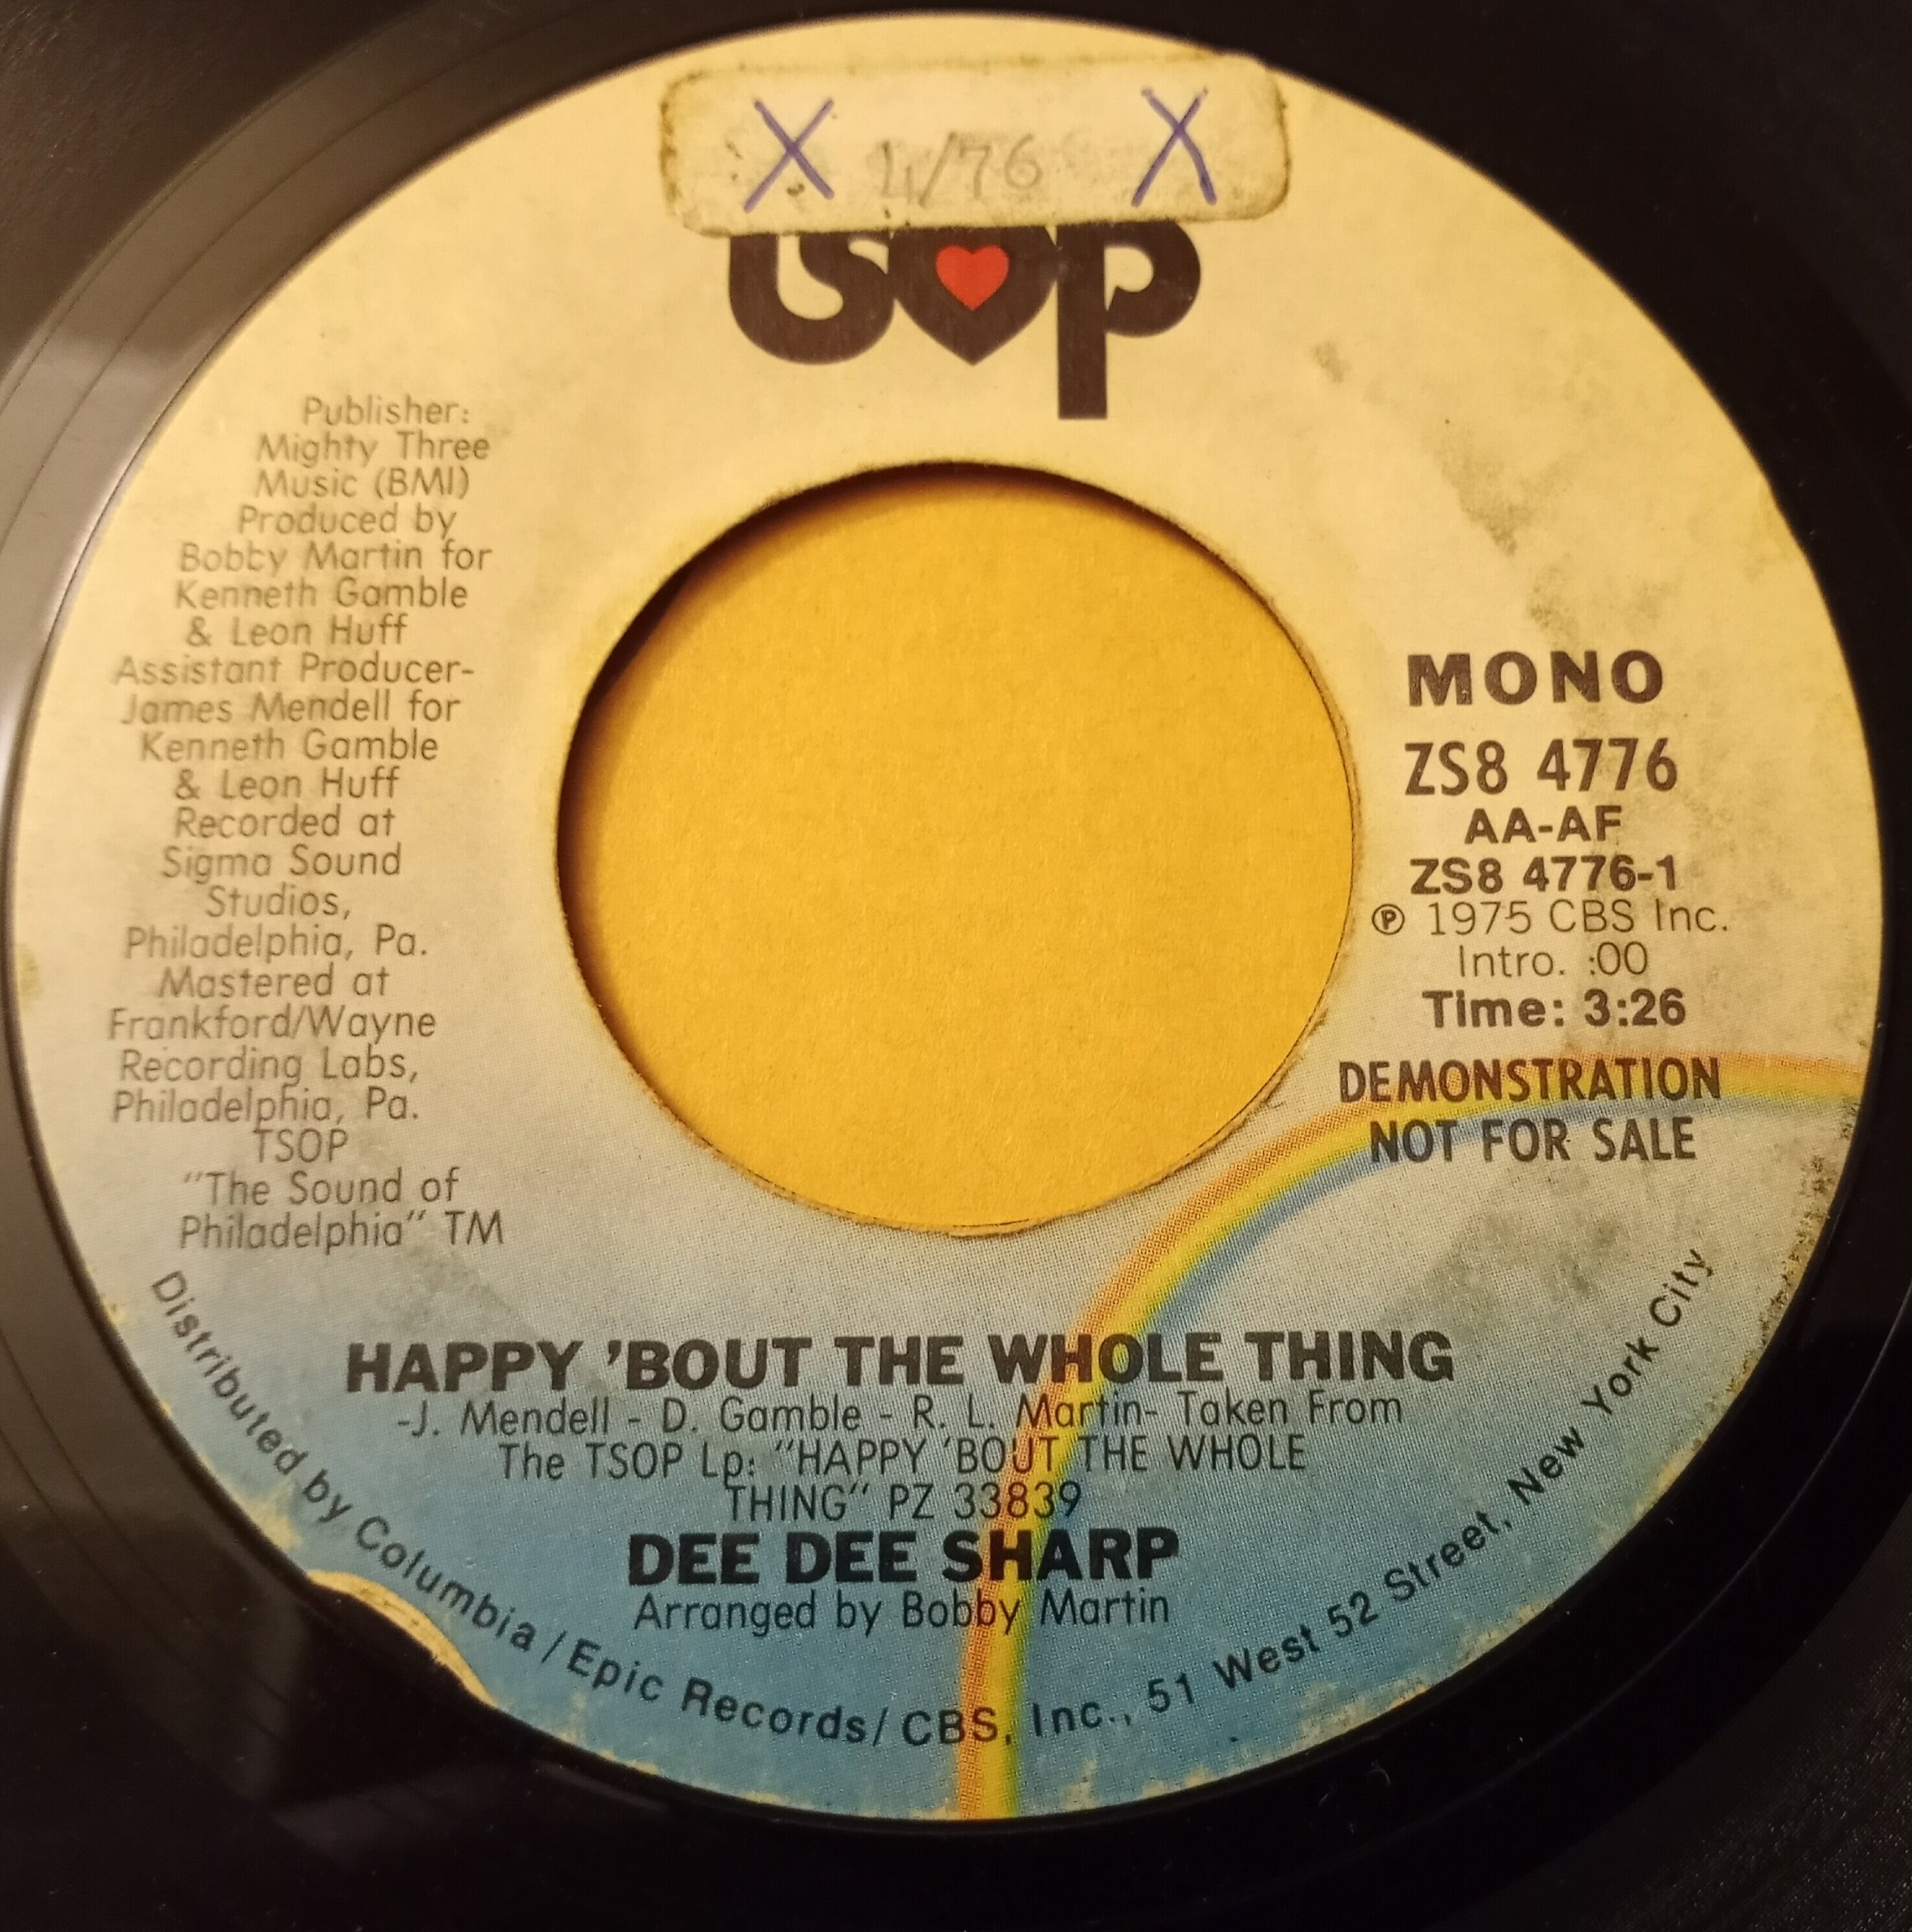 X 4/76 X
tsop
Publisher:
Mighty Three
Music (BMI)
Produced by
Bobby Martin for
Kenneth Gamble
& Leon Huff
Assistant Producer-
James Mendell for
Kenneth Gamble
& Leon Huff
Recorded at
Sigma Sound
Studios,
Philadelphia, Pa.
Mastered at
Frankford/Wayne
Recording Labs,
Philadelphia, Pa.
TSOP
"The Sound of
Philadelphia" TM
MONO
ZS8 4776
AA-AF
ZS8 4776-1
Ⓟ 1975 CBS Inc.
Intro. :00
Time: 3:26
DEMONSTRATION
NOT FOR SALE
HAPPY 'BOUT THE WHOLE THING
-J. Mendell - D. Gamble - R. L. Martin- Taken From
The TSOP Lp: "HAPPY 'BOUT THE WHOLE
THING" PZ 33839
DEE DEE SHARP
Arranged by Bobby Martin
Distributed by Columbia / Epic Records / CBS, Inc., 51 West 52 Street, New York City